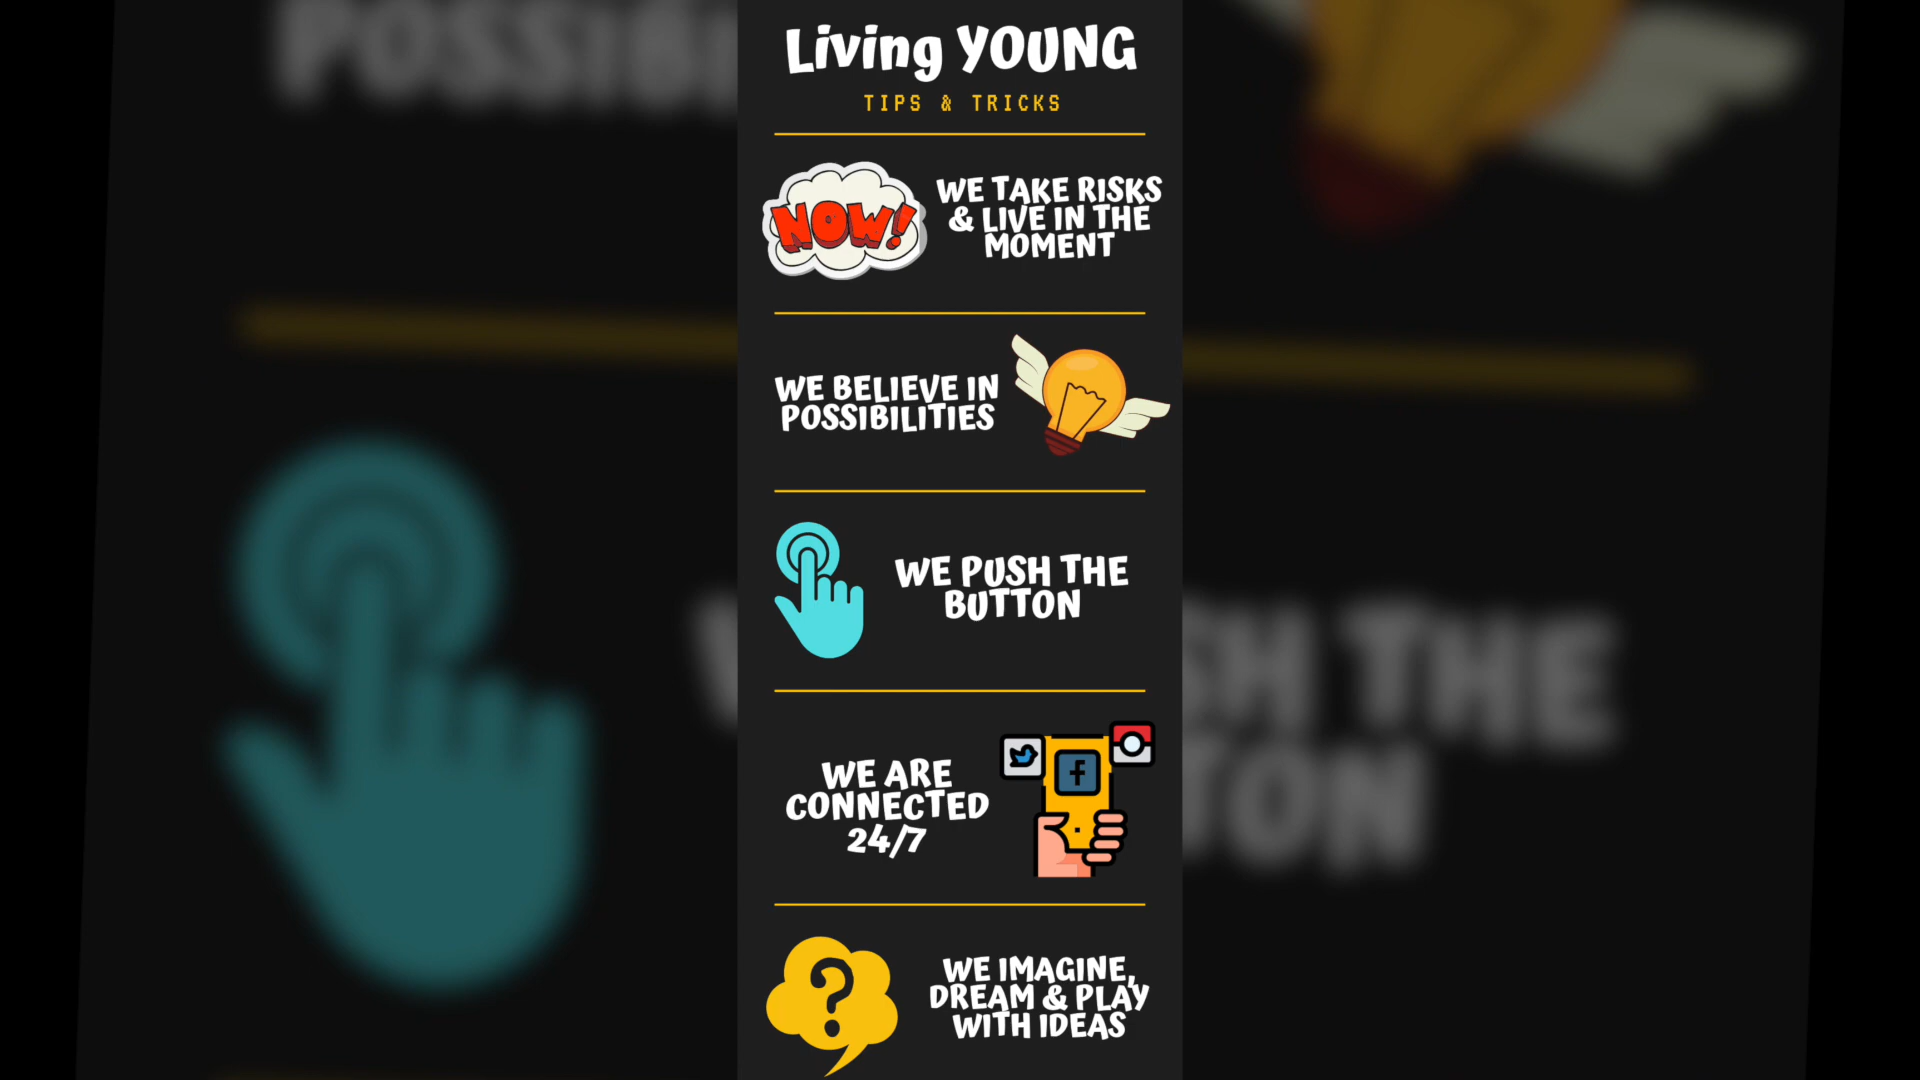 Living YOUNG
TIPS & TRICKS
NOW!
WE TAKE RISKS
& LIVE IN THE
MOMENT
WE BELIEVE IN
POSSIBILITIES
WE PUSH THE
BUTTON
WE ARE
CONNECTED
24/7
f
?
WE IMAGINE,
DREAM & PLAY
WITH IDEAS